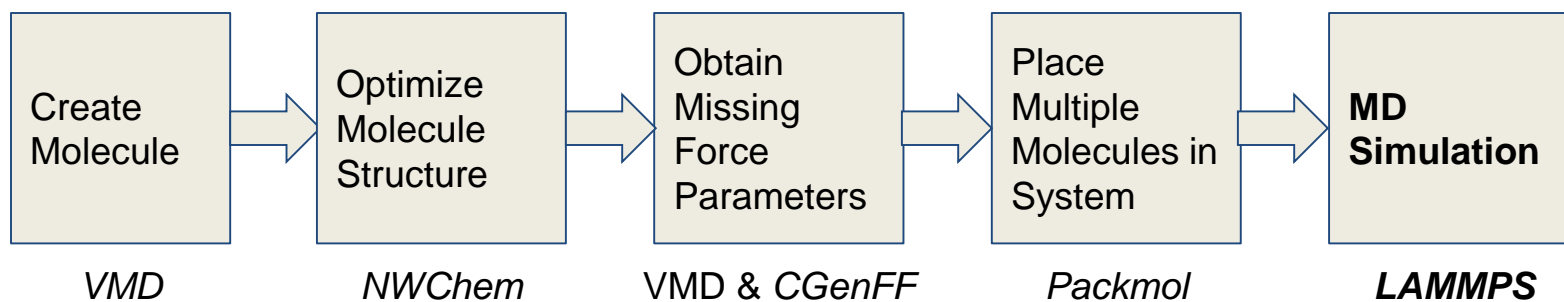 Create
Molecule
Optimize
Molecule
Structure
Obtain
Missing
Force
Parameters
Place
Multiple
Molecules in
System
MD
Simulation
VMD
NWChem
VMD & CGenFF
Packmol
LAMMPS